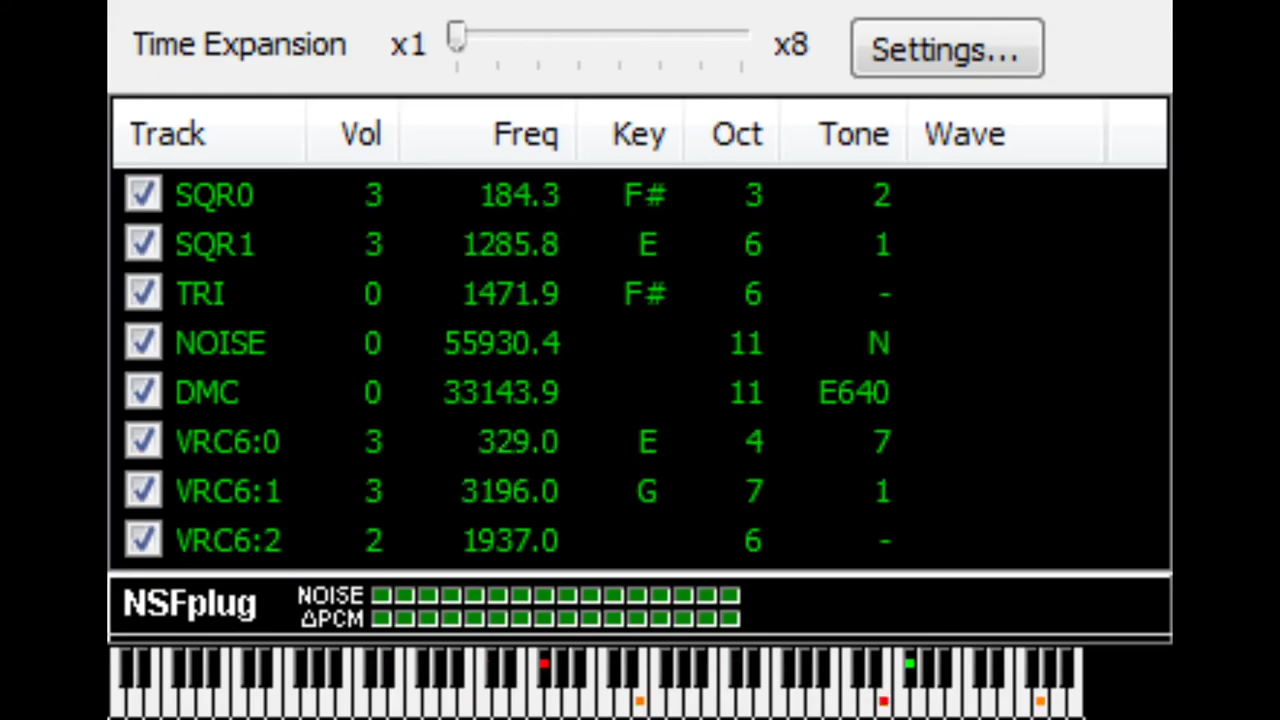 Time Expansion x1 x8 Settings...
Track Vol Freq Key Oct Tone Wave
SQR0 3 184.3 F# 3 2
SQR1 3 1285.8 E 6 1
TRI 0 1471.9 F# 6 -
NOISE 0 55930.4 11 N
DMC 0 33143.9 11 E640
VRC6:0 3 329.0 E 4 7
VRC6:1 3 3196.0 G 7 1
VRC6:2 2 1937.0 6 -
NSFplug NOISE
ΔPCM